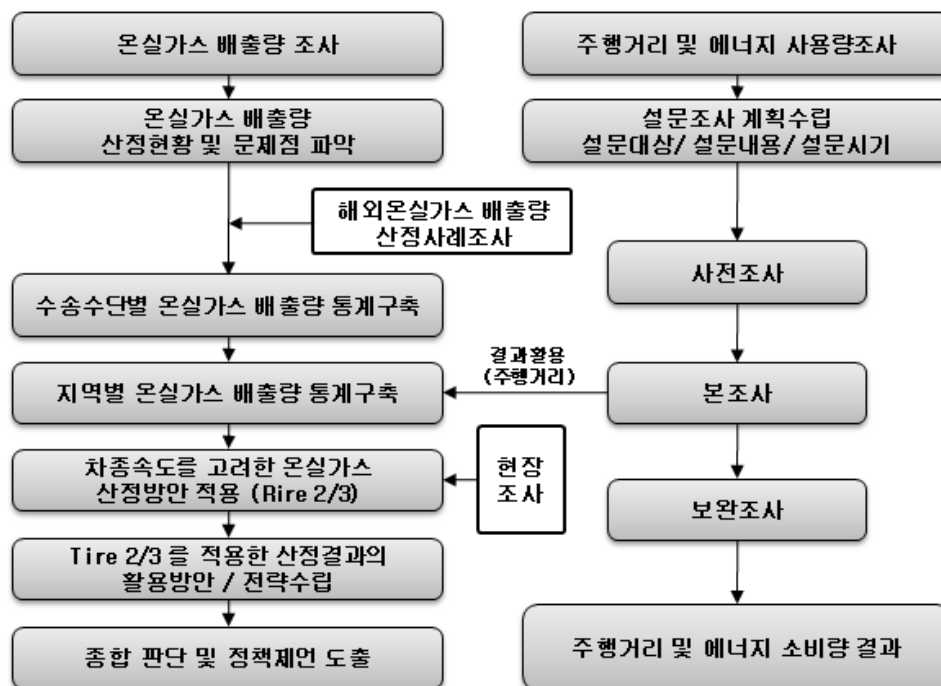 온실가스 배출량 조사
온실가스 배출량
산정현황 및 문제점 파악
해외온실가스 배출량
산정사례조사
수송수단별 온실가스 배출량 통계구축
지역별 온실가스 배출량 통계구축
차종속도를 고려한 온실가스
산정방안 적용 (Rire 2/3)
현장
조사
Tire 2/3 를 적용한 산정결과의
활용방안 / 전략수립
종합 판단 및 정책제언 도출
주행거리 및 에너지 사용량조사
설문조사 계획수립
설문대상/ 설문내용/ 설문시기
사전조사
결과활용
(주행거리)
본조사
보완조사
주행거리 및 에너지 소비량 결과